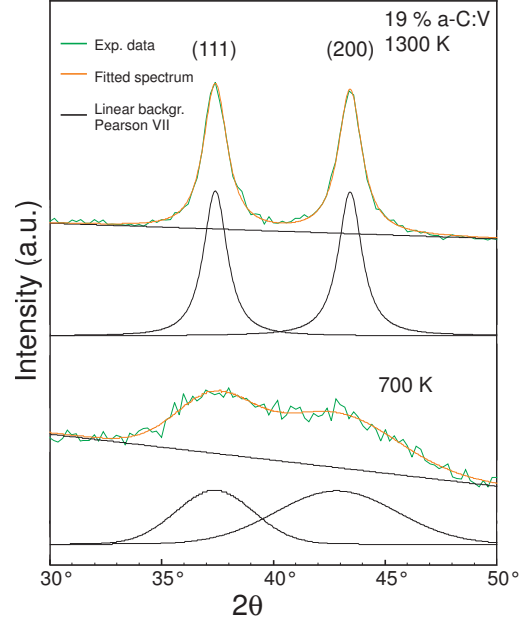 19 % a-C:V
1300 K
(111)
(200)
Exp. data
Fitted spectrum
Linear backgr.
Pearson VII
Intensity (a.u.)
700 K
30° 35° 40° 45° 50°
2θ